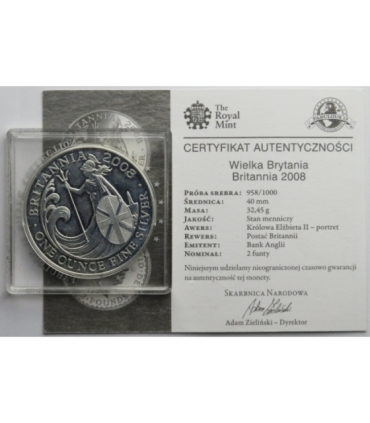 BRITANNIA 2008
ONE OUNCE FINE SILVER
The
Royal
Mint
CERTYFIKAT AUTENTYCZNOŚCI
Wielka Brytania
Britannia 2008
PRÓBA SREBRA: 958/1000
ŚREDNICA: 40 mm
MASA: 32,45 g
JAKOŚĆ: Stan menniczy
AWERS: Królowa Elżbieta II – portret
REWERS: Postać Britannii
EMITENT: Bank Anglii
NOMINAŁ: 2 funty
Niniejszym udzielamy nieograniczonej czasowo gwarancji
na autentyczność tej monety.
SKARBNICA NARODOWA
Adam Zieliński – Dyrektor